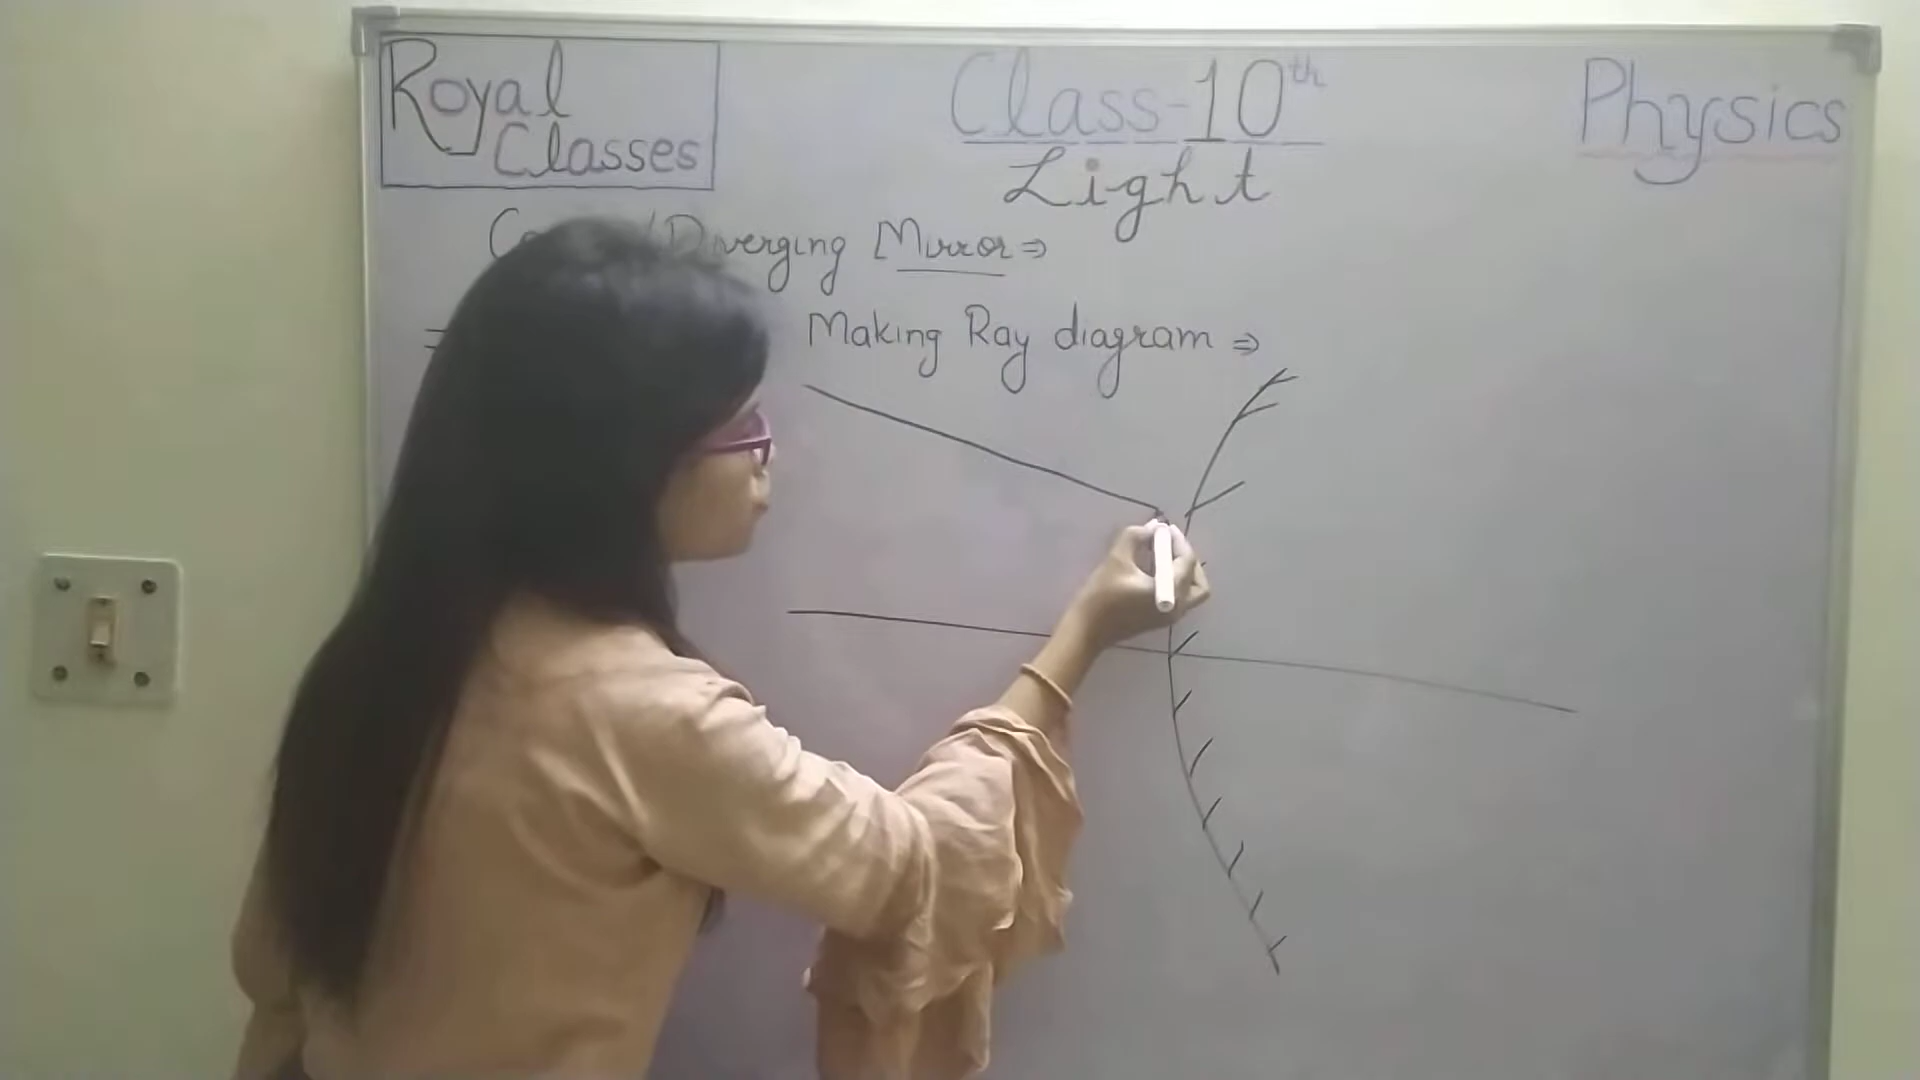 Royal
Classes
Class-10th
Light
Physics
Diverging Mirror⇒
Making Ray diagram ⇒